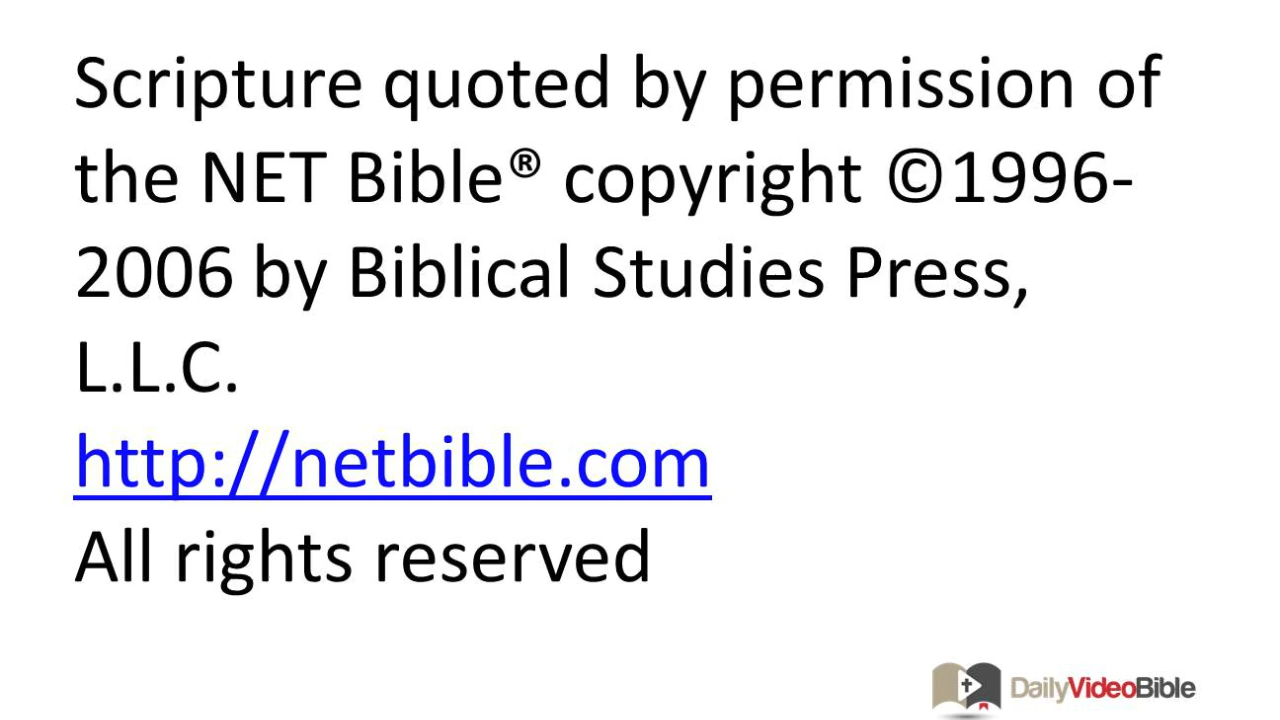 Scripture quoted by permission of
the NET Bible® copyright ©1996-
2006 by Biblical Studies Press,
L.L.C.
http://netbible.com
All rights reserved
DailyVideoBible